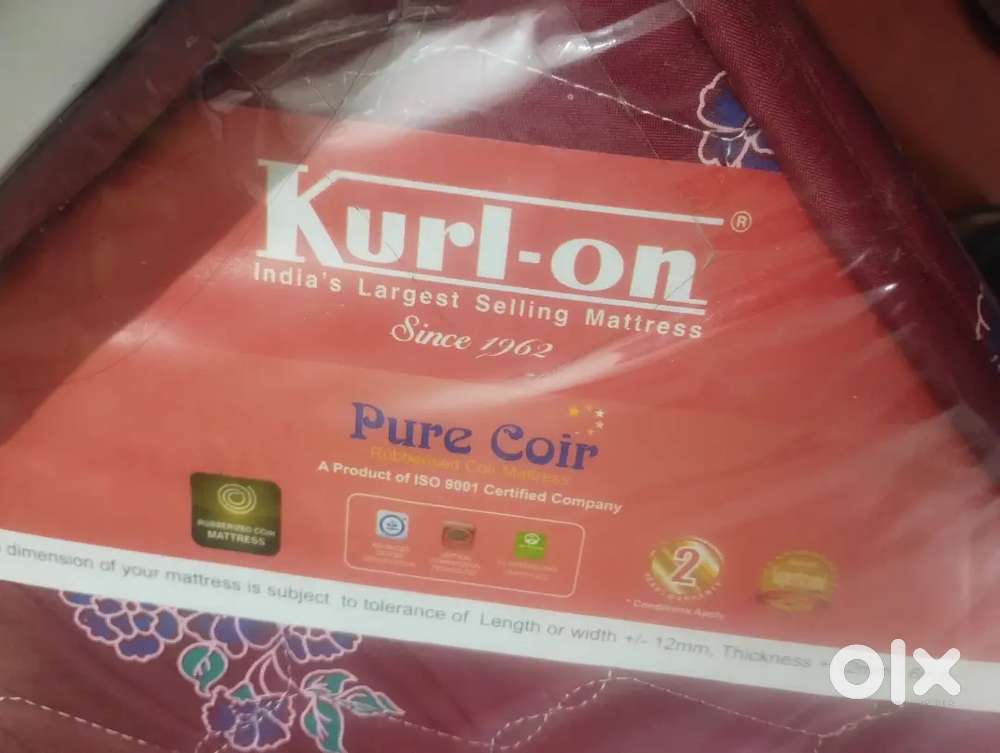 Kurl-on®
India's Largest Selling Mattress
Since 1962
Pure Coir
Rubberised Coir Mattress
A Product of ISO 9001 Certified Company
RUBBERIZED COIR
MATTRESS
2
* Conditions Apply
dimension of your mattress is subject to tolerance of Length or width +/- 12mm, Thickness
olx